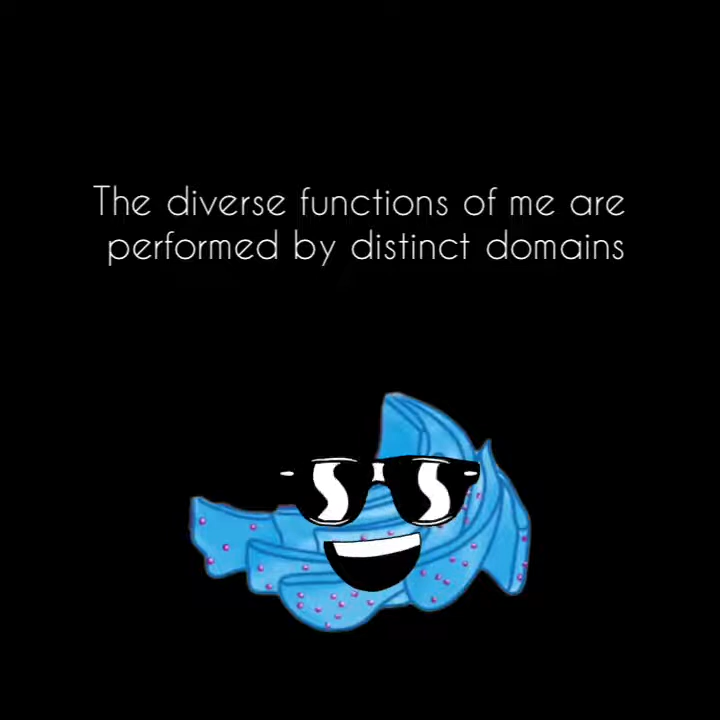 The diverse functions of me are
performed by distinct domains